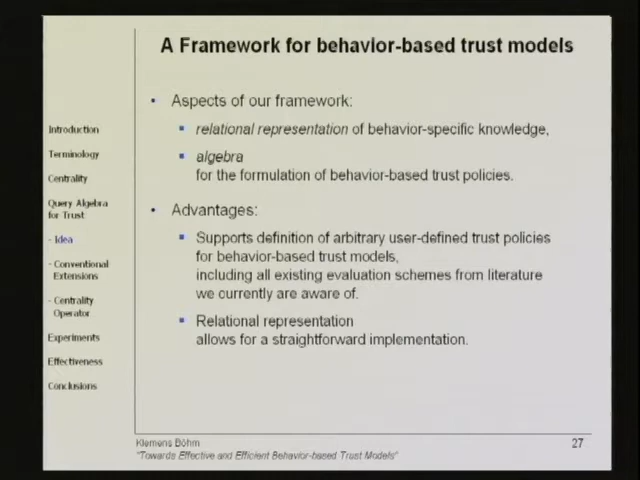 A Framework for behavior-based trust models
Introduction
Terminology
Centrality
Query Algebra
for Trust
- Idea
- Conventional
Extensions
- Centrality
Operator
Experiments
Effectiveness
Conclusions
• Aspects of our framework:
▪ relational representation of behavior-specific knowledge,
▪ algebra
for the formulation of behavior-based trust policies.
• Advantages:
▪ Supports definition of arbitrary user-defined trust policies
for behavior-based trust models,
including all existing evaluation schemes from literature
we currently are aware of.
▪ Relational representation
allows for a straightforward implementation.
Klemens Böhm
"Towards Effective and Efficient Behavior-based Trust Models"
27